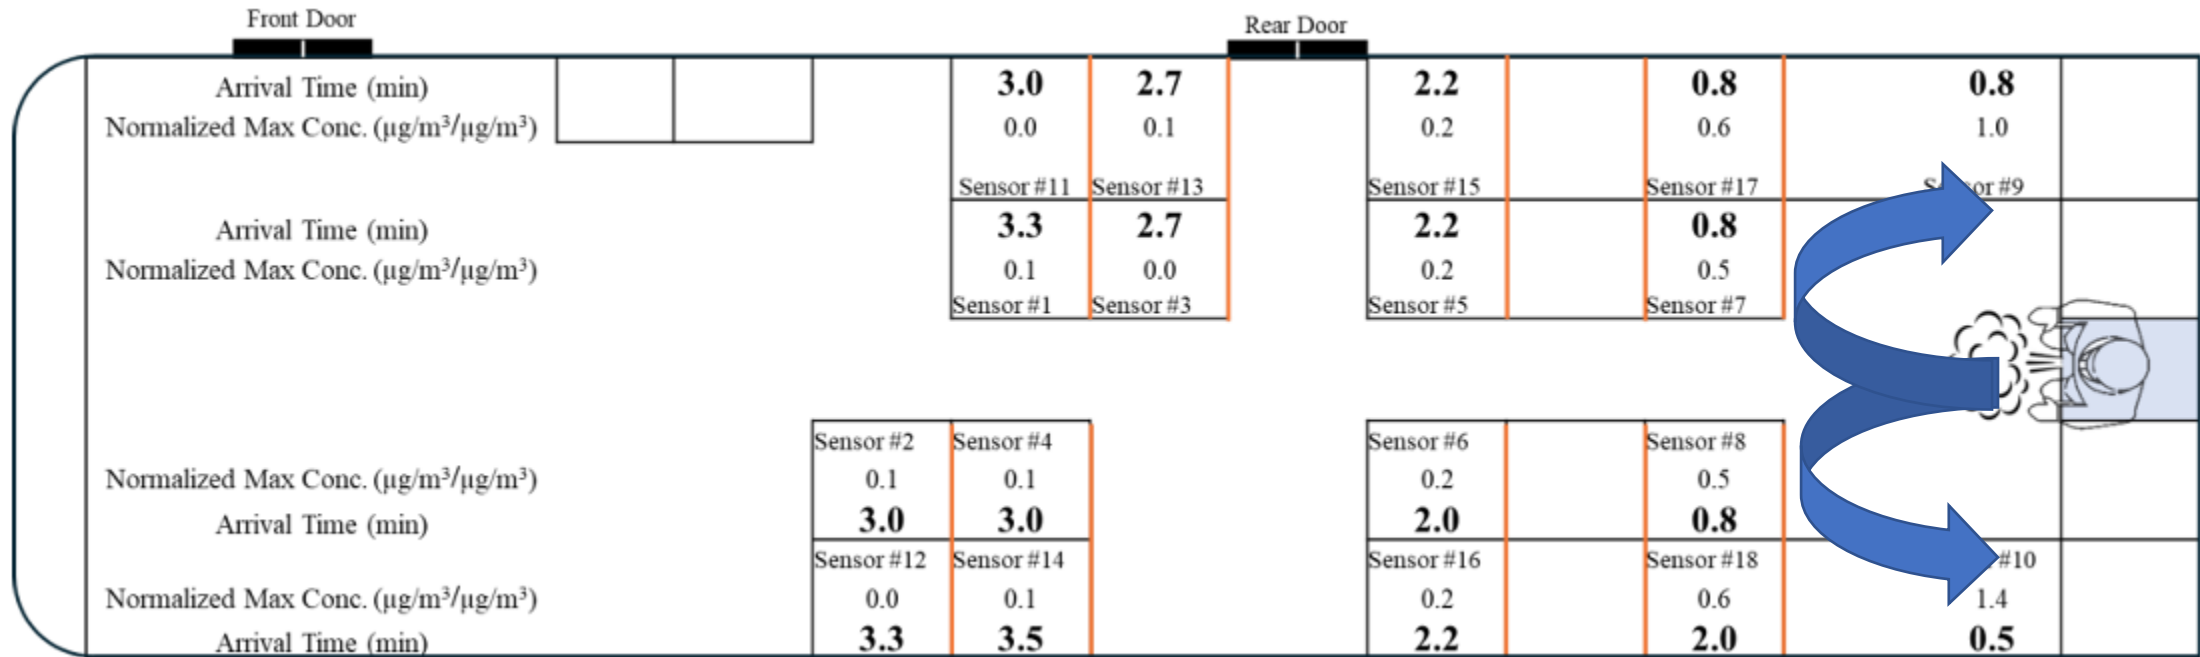 Front Door
Rear Door
Arrival Time (min) 3.0 2.7 2.2 0.8 0.8
Normalized Max Conc. (µg/m³/µg/m³) 0.0 0.1 0.2 0.6 1.0
Sensor #11 Sensor #13 Sensor #15 Sensor #17 #9
Arrival Time (min) 3.3 2.7 2.2 0.8
Normalized Max Conc. (µg/m³/µg/m³) 0.1 0.0 0.2 0.5
Sensor #1 Sensor #3 Sensor #5 Sensor #7
Sensor #2 Sensor #4 Sensor #6 Sensor #8
Normalized Max Conc. (µg/m³/µg/m³) 0.1 0.1 0.2 0.5
Arrival Time (min) 3.0 3.0 2.0 0.8
Sensor #12 Sensor #14 Sensor #16 Sensor #18 #10
Normalized Max Conc. (µg/m³/µg/m³) 0.0 0.1 0.2 0.6 1.4
Arrival Time (min) 3.3 3.5 2.2 2.0 0.5